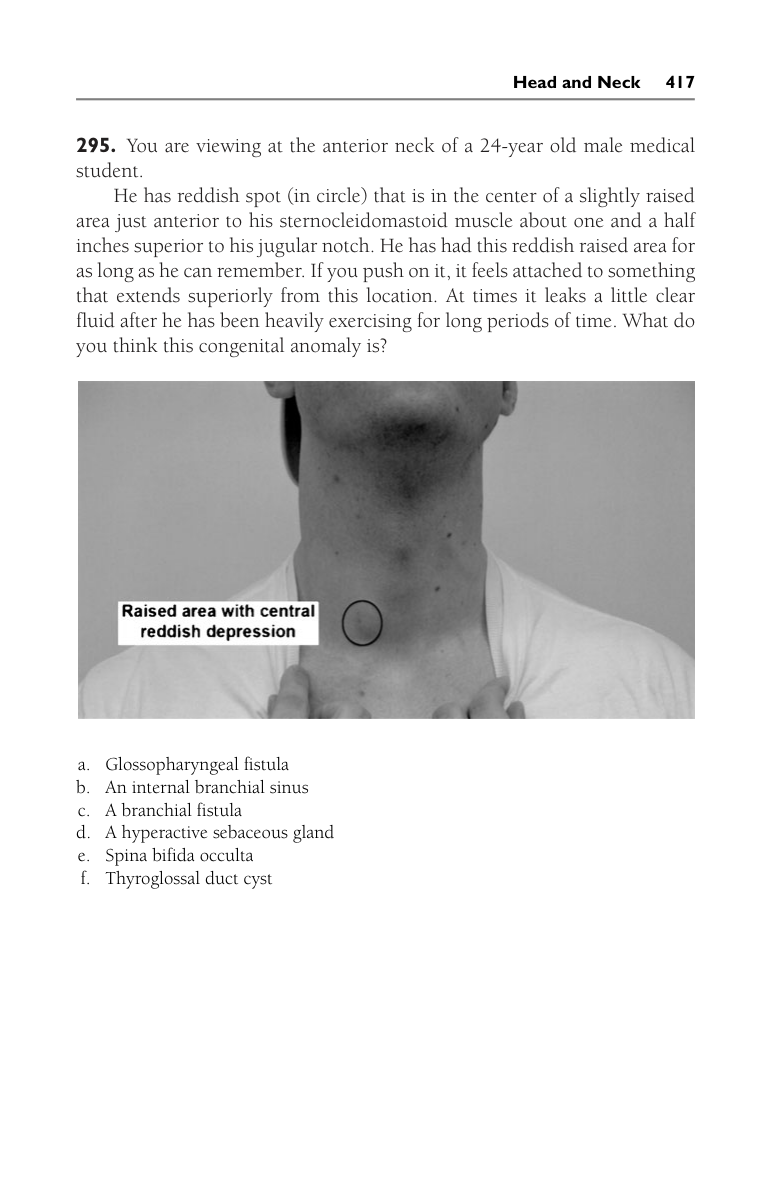 Head and Neck 417
295. You are viewing at the anterior neck of a 24-year old male medical
student.
He has reddish spot (in circle) that is in the center of a slightly raised
area just anterior to his sternocleidomastoid muscle about one and a half
inches superior to his jugular notch. He has had this reddish raised area for
as long as he can remember. If you push on it, it feels attached to something
that extends superiorly from this location. At times it leaks a little clear
fluid after he has been heavily exercising for long periods of time. What do
you think this congenital anomaly is?
Raised area with central
reddish depression
a. Glossopharyngeal fistula
b. An internal branchial sinus
c. A branchial fistula
d. A hyperactive sebaceous gland
e. Spina bifida occulta
f. Thyroglossal duct cyst